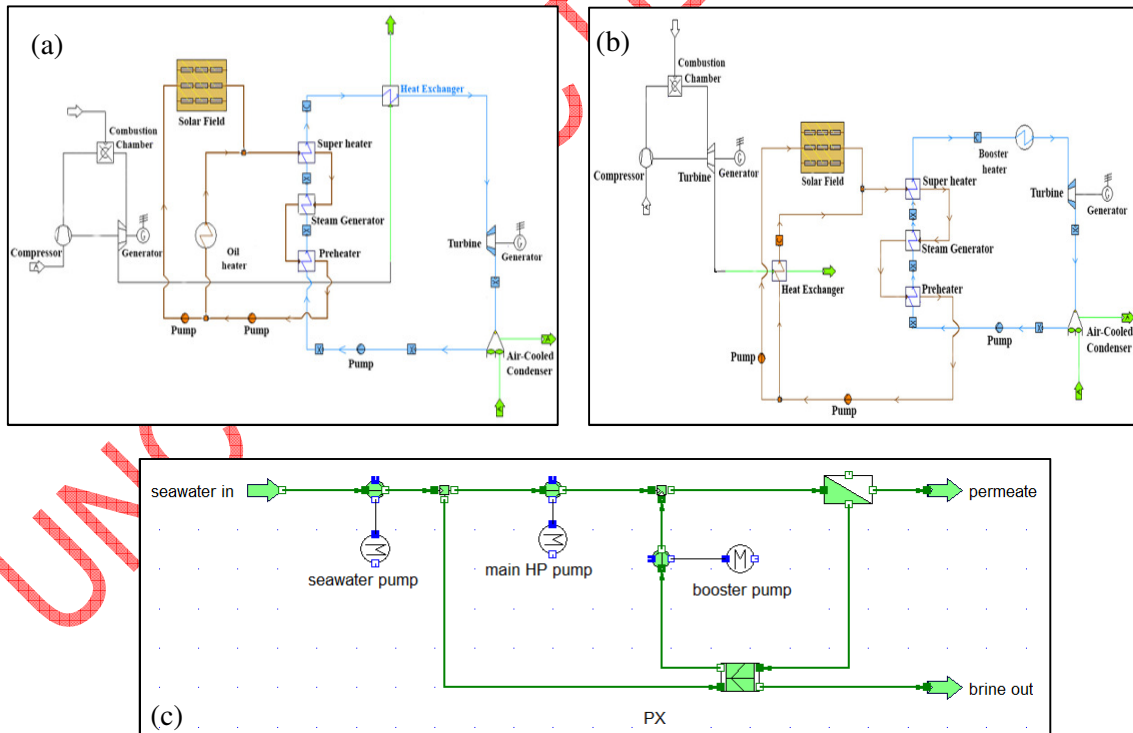 (a)
Solar Field
Combustion
Chamber
Compressor
Generator
Oil
heater
Heat Exchanger
Super heater
Steam Generator
Preheater
Turbine
Generator
Pump
Pump
Pump
Air-Cooled
Condenser
A
A
A
G
G
X
X
X
X
X
X
(b)
Combustion
Chamber
Compressor
Turbine
Generator
Solar Field
Heat Exchanger
Booster
heater
Super heater
Steam Generator
Preheater
Turbine
Generator
Pump
Pump
Pump
Air-Cooled
Condenser
A
A
G
G
X
X
X
X
X
X
(c)
seawater in
permeate
seawater pump
main HP pump
booster pump
brine out
PX
M
M
M
UNC
C